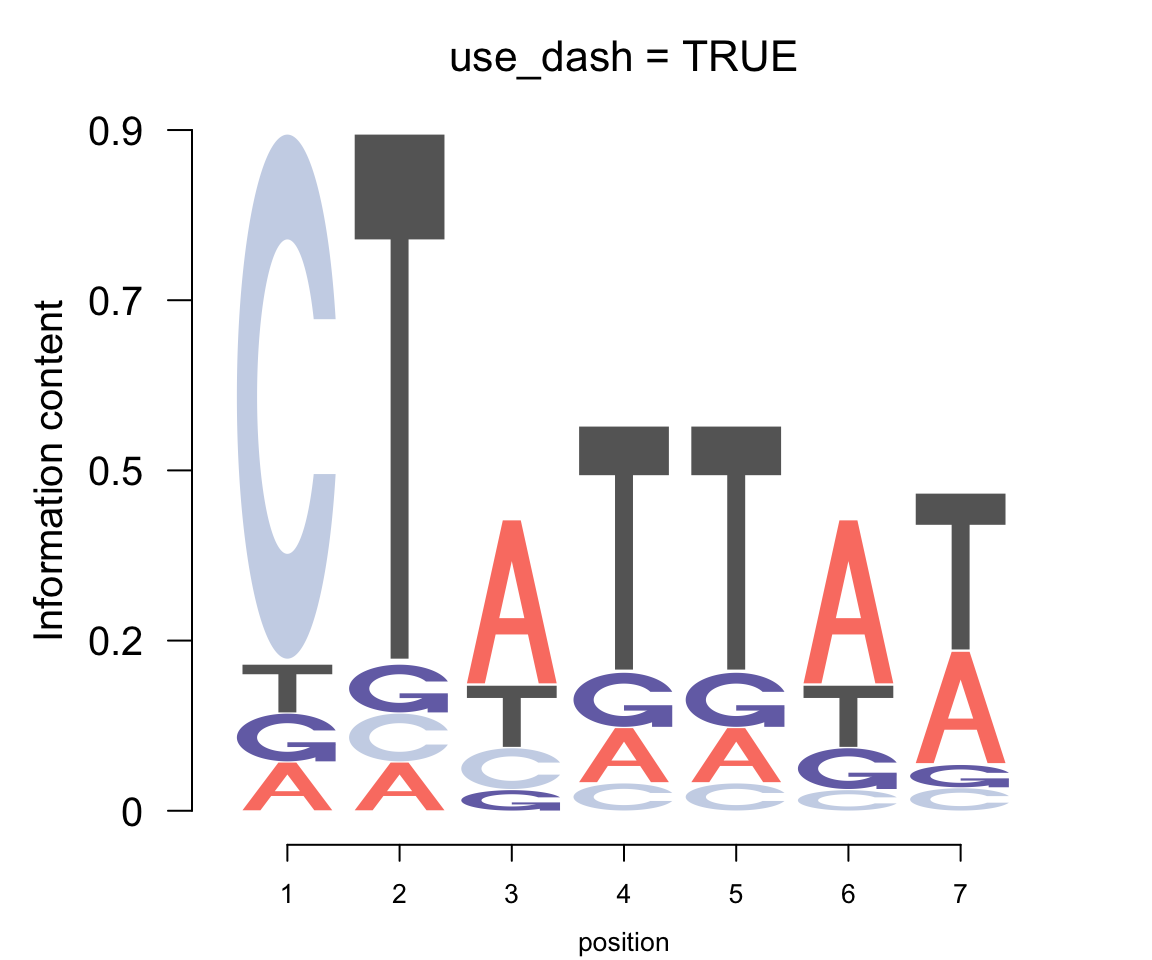 use_dash = TRUE
Information content
0.9
0.7
0.5
0.2
0
C T A T T A T
T G T G G T A
G C C A A G G
A A G C C C C
1 2 3 4 5 6 7
position